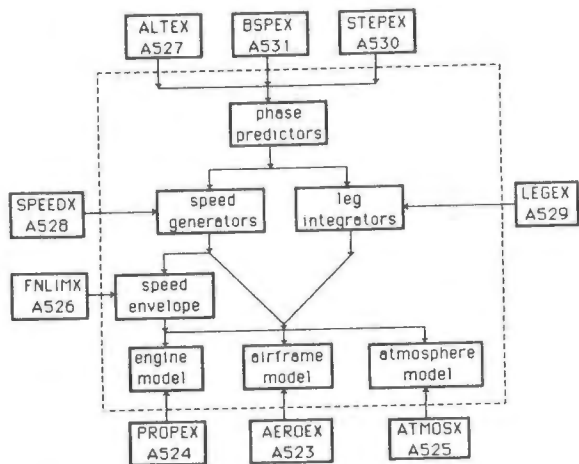 ALTEX
A527
BSPEX
A531
STEPEX
A530
phase
predictors
SPEEDX
A528
speed
generators
leg
integrators
LEGEX
A529
FNLIMX
A526
speed
envelope
engine
model
airframe
model
atmosphere
model
PROPEX
A524
AEROEX
A523
ATMOSX
A525